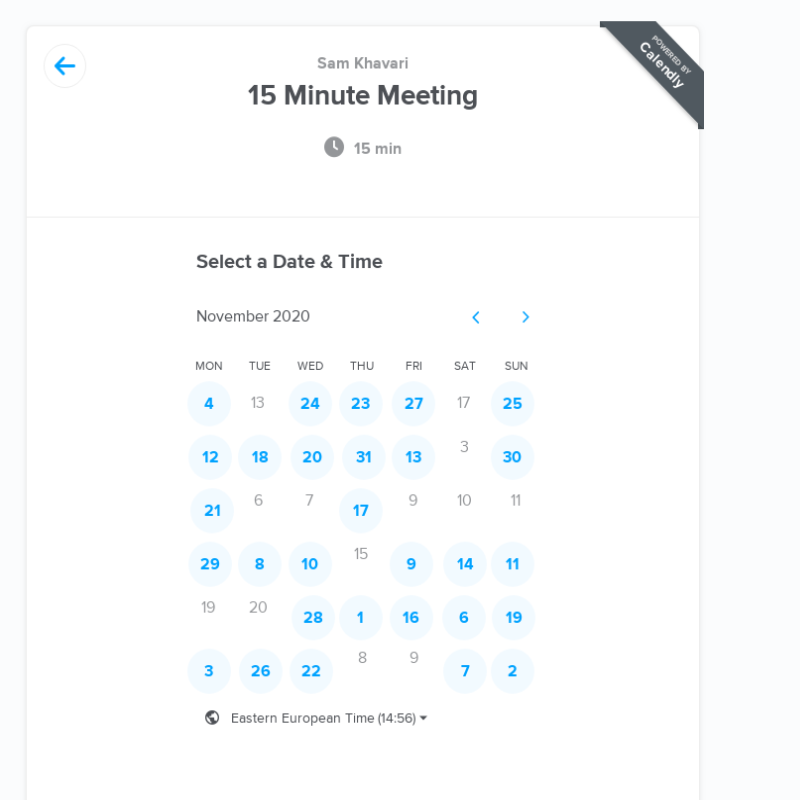 POWERED BY
Calendly
Sam Khavari
15 Minute Meeting
15 min
Select a Date & Time
November 2020
MON TUE WED THU FRI SAT SUN
4 13 24 23 27 17 25
12 18 20 31 13 3 30
21 6 7 17 9 10 11
29 8 10 15 9 14 11
19 20 28 1 16 6 19
3 26 22 8 9 7 2
Eastern European Time (14:56)